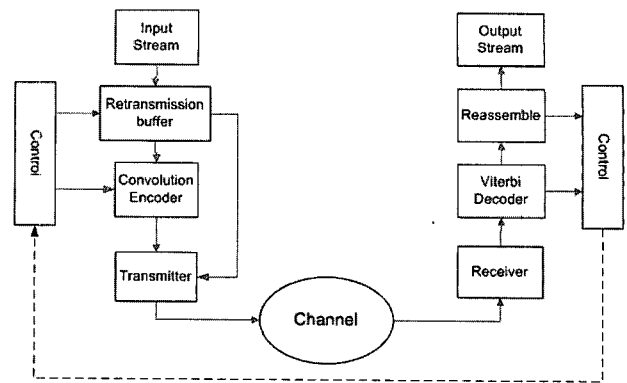 Input
Stream
Retransmission
buffer
Control
Convolution
Encoder
Transmitter
Channel
Output
Stream
Reassemble
Viterbi
Decoder
Control
Receiver